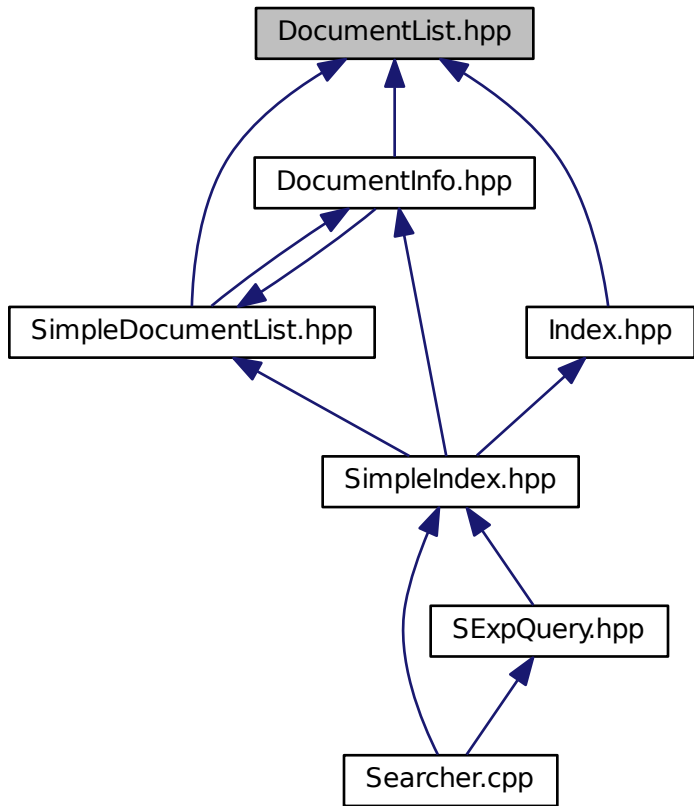 DocumentList.hpp
DocumentInfo.hpp
SimpleDocumentList.hpp
Index.hpp
SimpleIndex.hpp
SExpQuery.hpp
Searcher.cpp